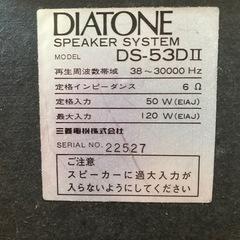 DIATONE
SPEAKER SYSTEM
MODEL DS-53DII
再生周波数帯域 38〜30000 Hz
定格インピーダンス 6 Ω
定格入力 50 W (EIAJ)
最大入力 120 W (EIAJ)
三菱電機株式会社
SERIAL NO. 22527
ご注意
スピーカーに過大入力が
入らないようにしてください。